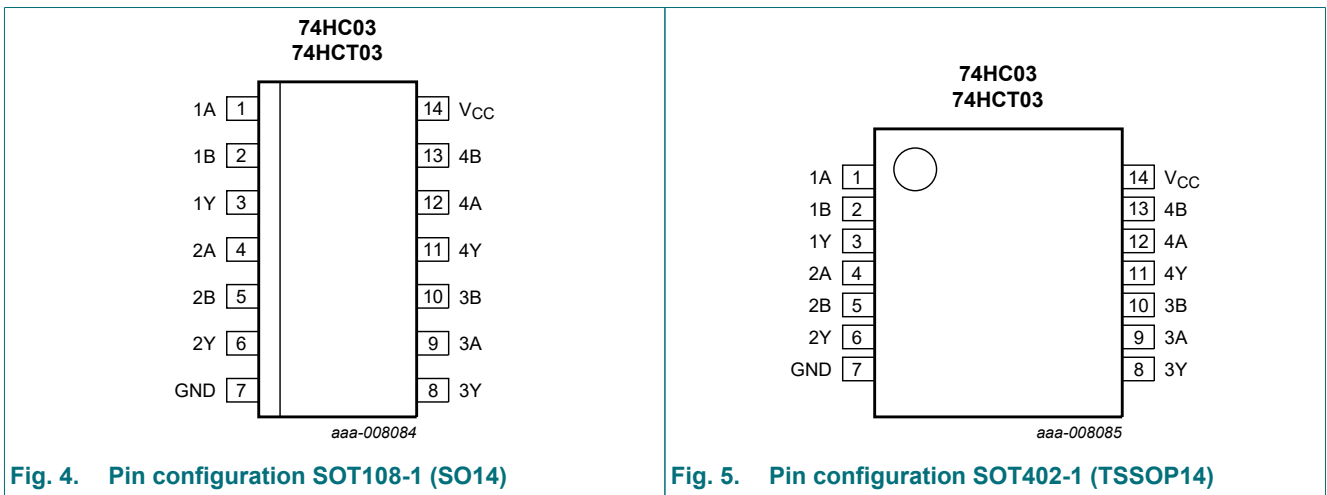 74HC03
74HCT03
1A 1 14 VCC
1B 2 13 4B
1Y 3 12 4A
2A 4 11 4Y
2B 5 10 3B
2Y 6 9 3A
GND 7 8 3Y
aaa-008084
Fig. 4. Pin configuration SOT108-1 (SO14)
74HC03
74HCT03
1A 1 14 VCC
1B 2 13 4B
1Y 3 12 4A
2A 4 11 4Y
2B 5 10 3B
2Y 6 9 3A
GND 7 8 3Y
aaa-008085
Fig. 5. Pin configuration SOT402-1 (TSSOP14)